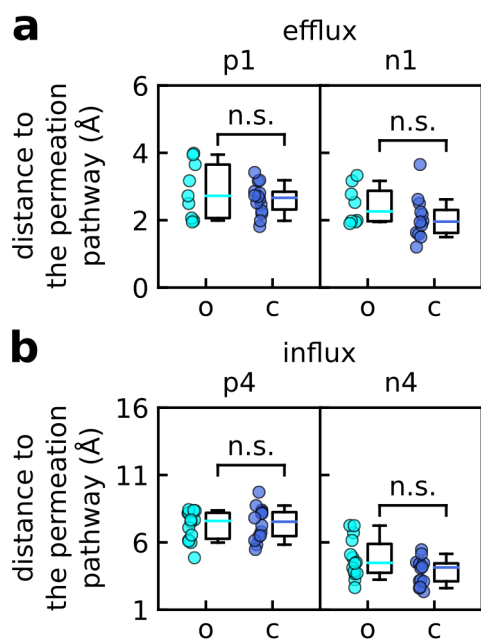 a
efflux
p1 n1
distance to
the permeation
pathway (Å)
6
4
2
0
n.s. n.s.
o c o c
b
influx
p4 n4
distance to
the permeation
pathway (Å)
16
11
6
1
n.s. n.s.
o c o c